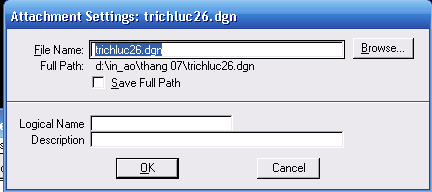 Attachment Settings: trichluc26.dgn
File Name: trichluc26.dgn Browse...
Full Path: d:\in_ao\thang 07\trichluc26.dgn
Save Full Path
Logical Name
Description
OK Cancel